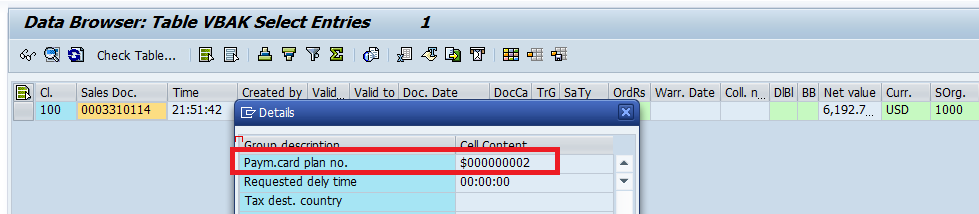 Data Browser: Table VBAK Select Entries 1
Check Table...
Cl. Sales Doc. Time Created by Valid... Valid to Doc. Date DocCa TrG SaTy OrdRs Warr. Date Coll. n... DlBl BB Net value Curr. SOrg.
100 0003310114 21:51:42 6,192.7... USD 1000
Details
Group description Cell Content
Paym.card plan no. $000000002
Requested dely time 00:00:00
Tax dest. country